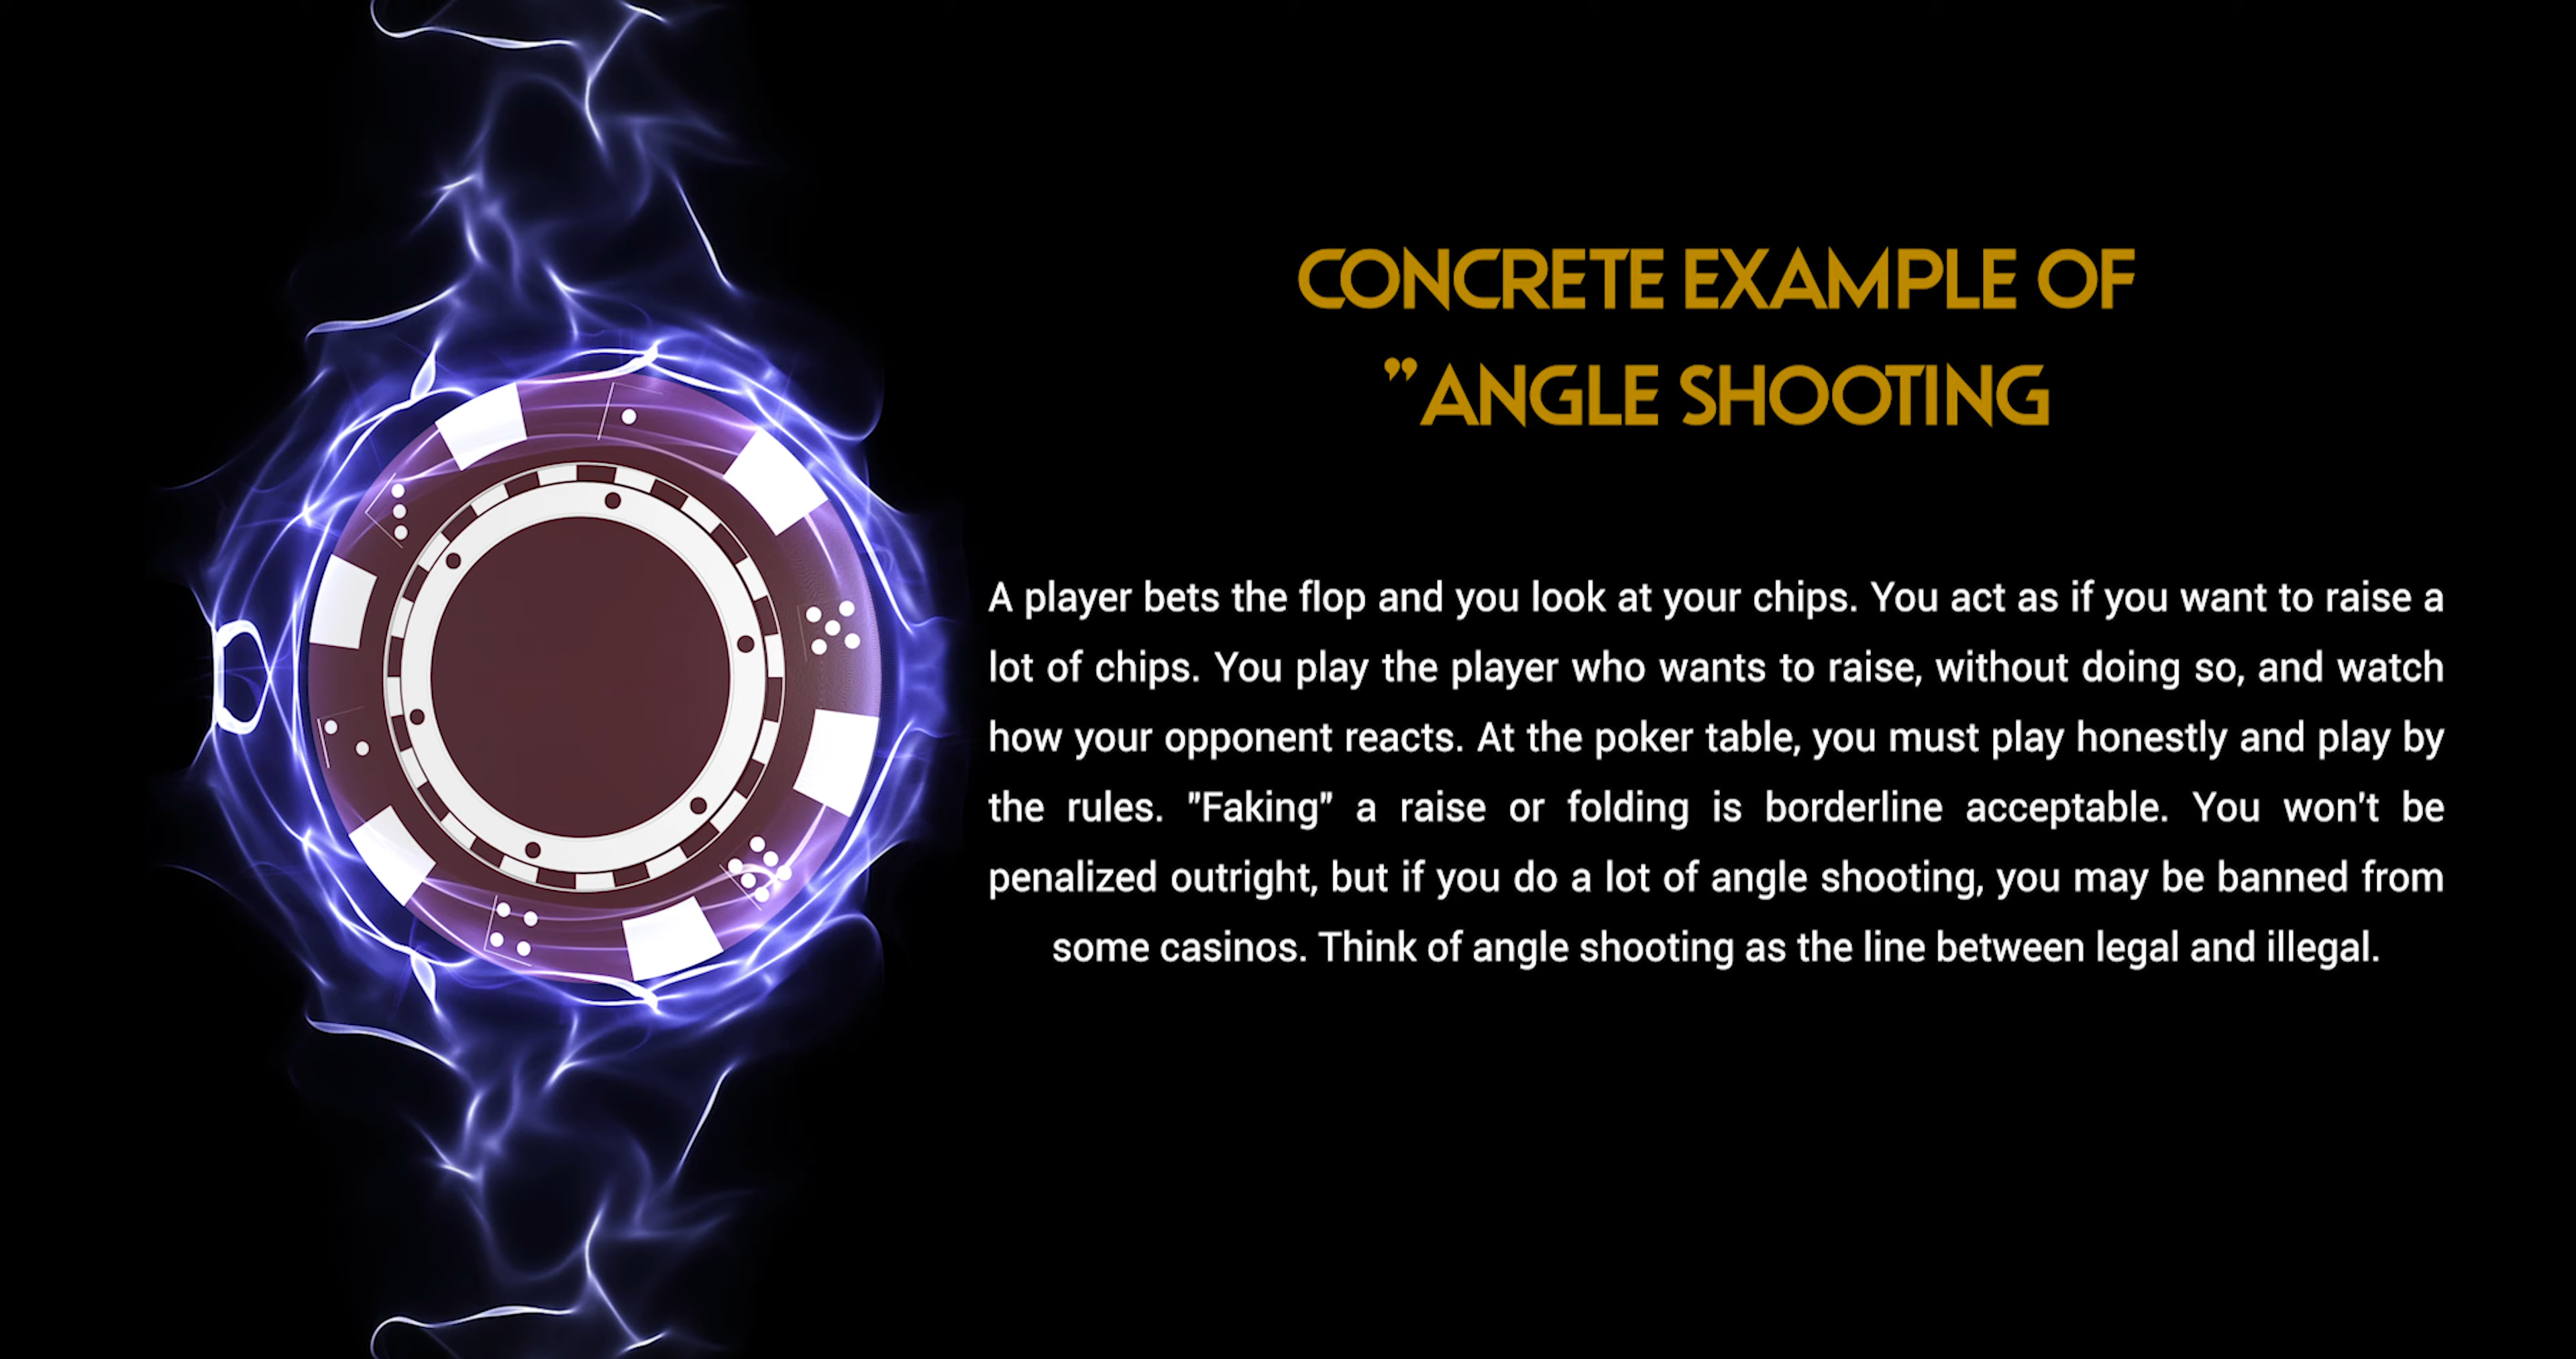 CONCRETE EXAMPLE OF
”ANGLE SHOOTING
A player bets the flop and you look at your chips. You act as if you want to raise a
lot of chips. You play the player who wants to raise, without doing so, and watch
how your opponent reacts. At the poker table, you must play honestly and play by
the rules. "Faking" a raise or folding is borderline acceptable. You won't be
penalized outright, but if you do a lot of angle shooting, you may be banned from
some casinos. Think of angle shooting as the line between legal and illegal.